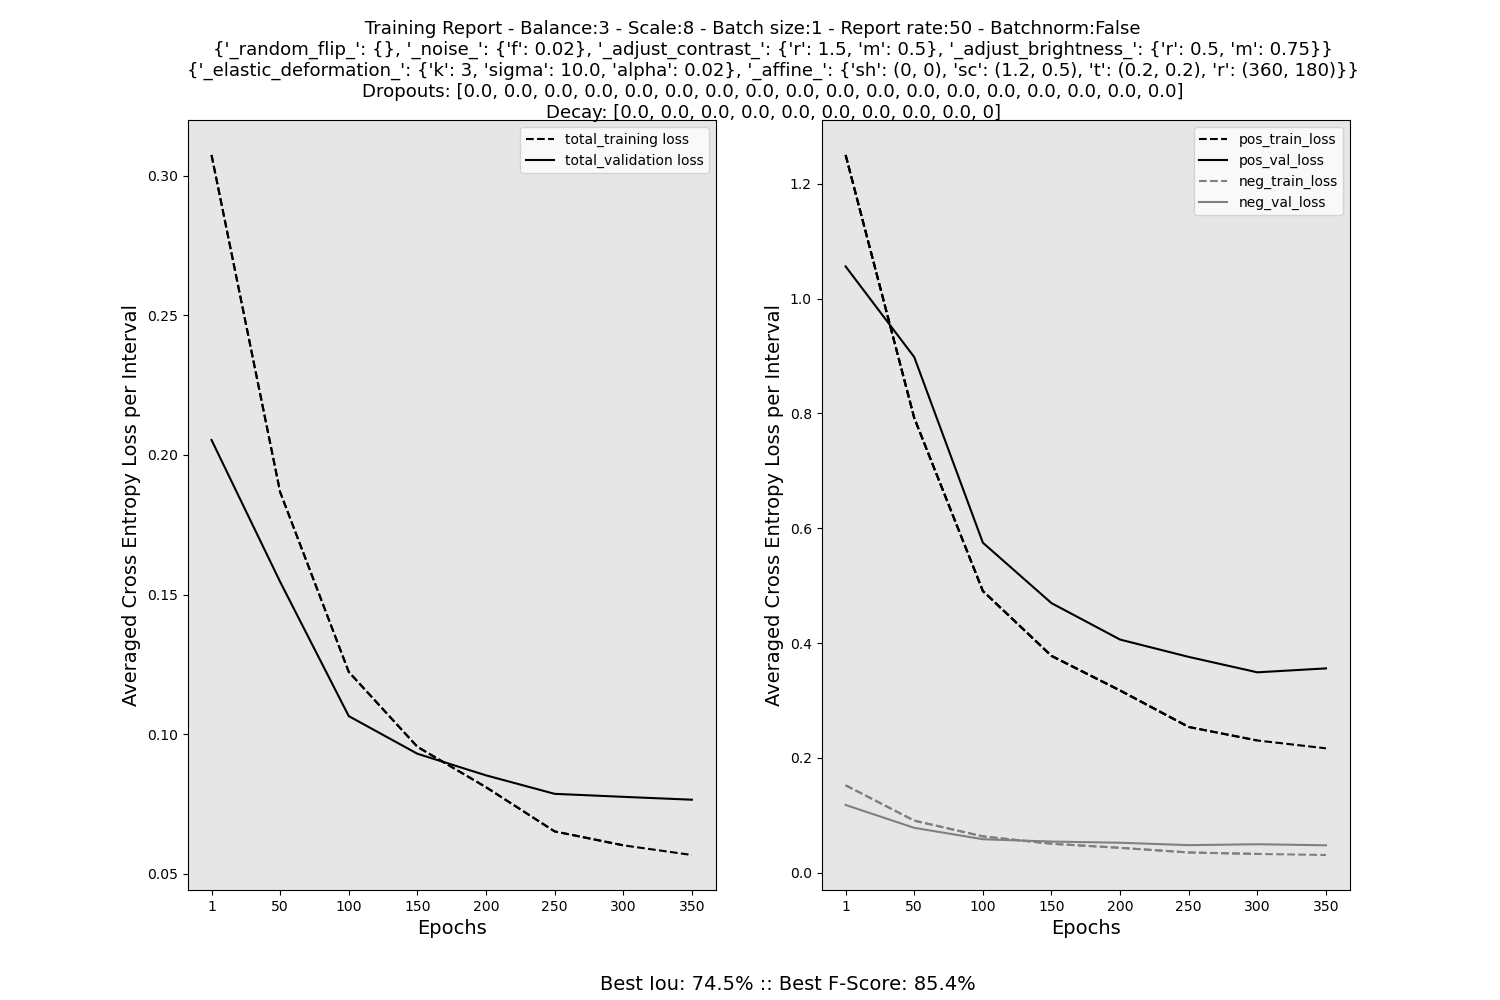 Training Report - Balance:3 - Scale:8 - Batch size:1 - Report rate:50 - Batchnorm:False
{'_random_flip_': {}, '_noise_': {'f': 0.02}, '_adjust_contrast_': {'r': 1.5, 'm': 0.5}, '_adjust_brightness_': {'r': 0.5, 'm': 0.75}}
{'_elastic_deformation_': {'k': 3, 'sigma': 10.0, 'alpha': 0.02}, '_affine_': {'sh': (0, 0), 'sc': (1.2, 0.5), 't': (0.2, 0.2), 'r': (360, 180)}}
Dropouts: [0.0, 0.0, 0.0, 0.0, 0.0, 0.0, 0.0, 0.0, 0.0, 0.0, 0.0, 0.0, 0.0, 0.0, 0.0, 0.0, 0.0, 0.0]
Decay: [0.0, 0.0, 0.0, 0.0, 0.0, 0.0, 0.0, 0.0, 0.0, 0]
total_training loss
total_validation loss
0.30
0.25
0.20
0.15
0.10
0.05
Averaged Cross Entropy Loss per Interval
1 50 100 150 200 250 300 350
Epochs
pos_train_loss
pos_val_loss
neg_train_loss
neg_val_loss
1.2
1.0
0.8
0.6
0.4
0.2
0.0
Averaged Cross Entropy Loss per Interval
1 50 100 150 200 250 300 350
Epochs
Best Iou: 74.5% :: Best F-Score: 85.4%